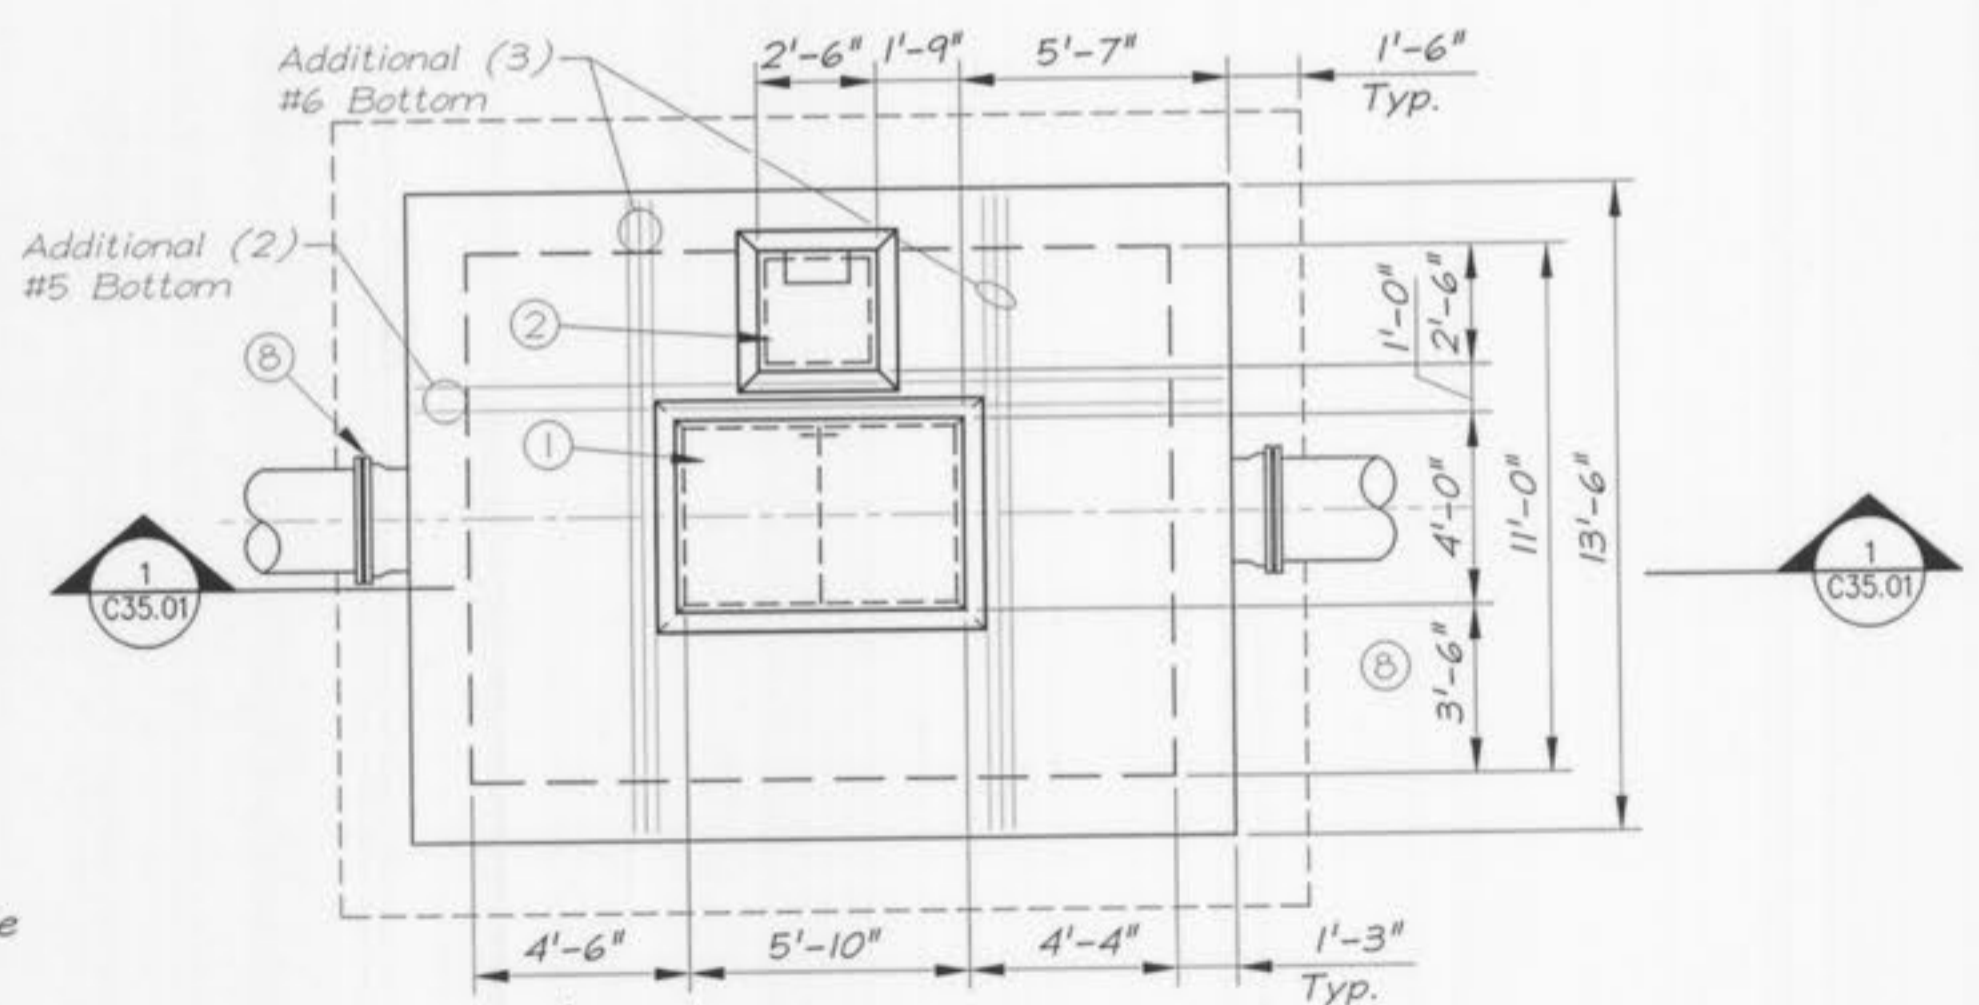 2'-6" 1'-9" 5'-7" 1'-6"
Typ.
Additional (3)
#6 Bottom
Additional (2)
#5 Bottom
2
8
1
1'-0"
2'-6"
4'-0"
11'-0"
13'-6"
3'-6"
8
1
C35.01
1
C35.01
4'-6" 5'-10" 4'-4" 1'-3"
Typ.
e